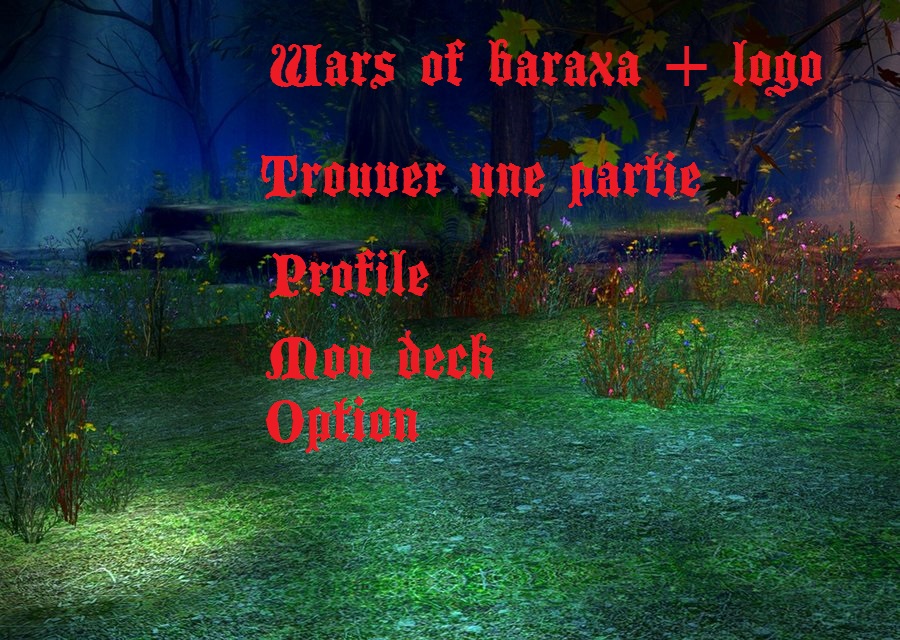 Wars of baraxa + logo
Trouver une partie
Profile
Mon deck
Option